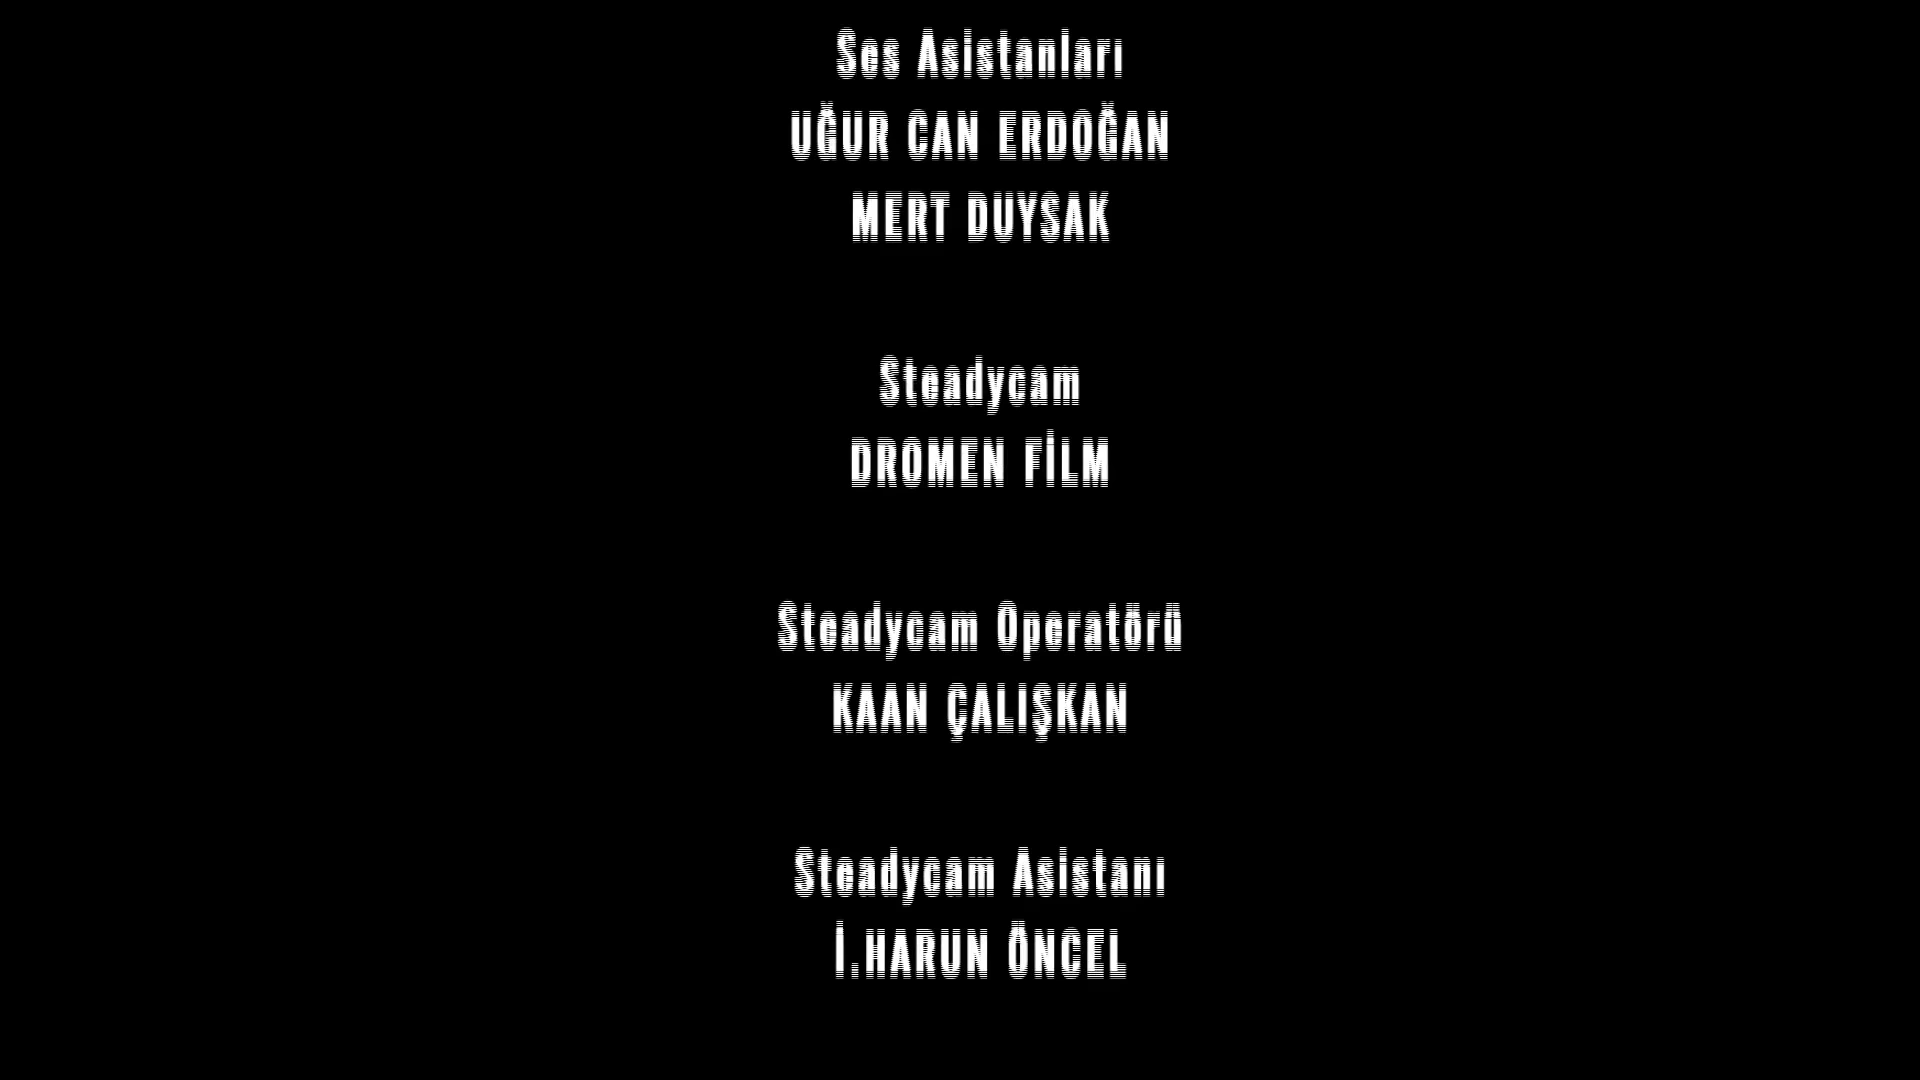 Ses Asistanları
UĞUR CAN ERDOĞAN
MERT DUYSAK
Steadycam
DROMEN FİLM
Steadycam Operatörü
KAAN ÇALIŞKAN
Steadycam Asistanı
İ.HARUN ÖNCEL